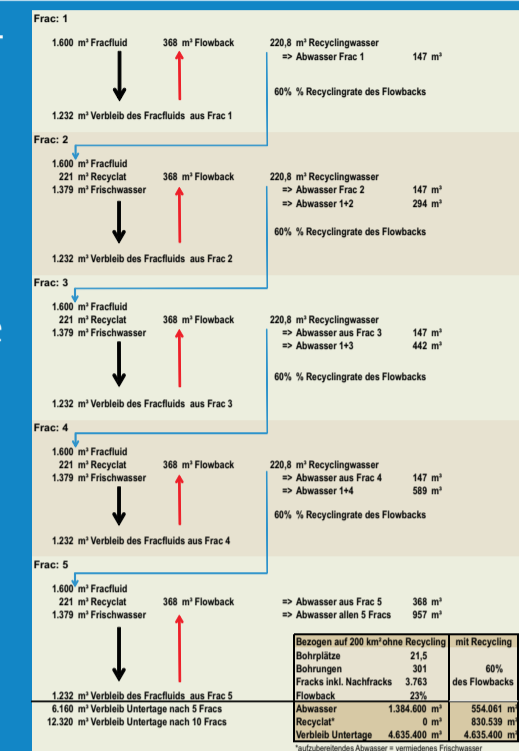 Frac: 1
1.600 m³ Fracfluid 368 m³ Flowback 220,8 m³ Recyclingwasser
=> Abwasser Frac 1 147 m³
60% % Recyclingrate des Flowbacks
1.232 m³ Verbleib des Fracfluids aus Frac 1
Frac: 2
1.600 m³ Fracfluid
221 m³ Recyclat 368 m³ Flowback 220,8 m³ Recyclingwasser
1.379 m³ Frischwasser => Abwasser Frac 2 147 m³
=> Abwasser 1+2 294 m³
60% % Recyclingrate des Flowbacks
1.232 m³ Verbleib des Fracfluids aus Frac 2
Frac: 3
1.600 m³ Fracfluid
221 m³ Recyclat 368 m³ Flowback 220,8 m³ Recyclingwasser
1.379 m³ Frischwasser => Abwasser aus Frac 3 147 m³
=> Abwasser 1+3 442 m³
60% % Recyclingrate des Flowbacks
1.232 m³ Verbleib des Fracfluids aus Frac 3
Frac: 4
1.600 m³ Fracfluid
221 m³ Recyclat 368 m³ Flowback 220,8 m³ Recyclingwasser
1.379 m³ Frischwasser => Abwasser aus Frac 4 147 m³
=> Abwasser 1+4 589 m³
60% % Recyclingrate des Flowbacks
1.232 m³ Verbleib des Fracfluids aus Frac 4
Frac: 5
1.600 m³ Fracfluid
221 m³ Recyclat 368 m³ Flowback => Abwasser aus Frac 5 368 m³
1.379 m³ Frischwasser => Abwasser allen 5 Fracs 957 m³
1.232 m³ Verbleib des Fracfluids aus Frac 5
6.160 m³ Verbleib Untertage nach 5 Fracs
12.320 m³ Verbleib Untertage nach 10 Fracs
Bezogen auf 200 km² ohne Recycling mit Recycling
Bohrplätze 21,5
Bohrungen 301 60%
Fracks inkl. Nachfracks 3.763 des Flowbacks
Flowback 23%
Abwasser 1.384.600 m³ 554.061 m³
Recyclat* 0 m³ 830.539 m³
Verbleib Untertage 4.635.400 m³ 4.635.400 m³
*aufzubereitendes Abwasser = vermiedenes Frischwasser